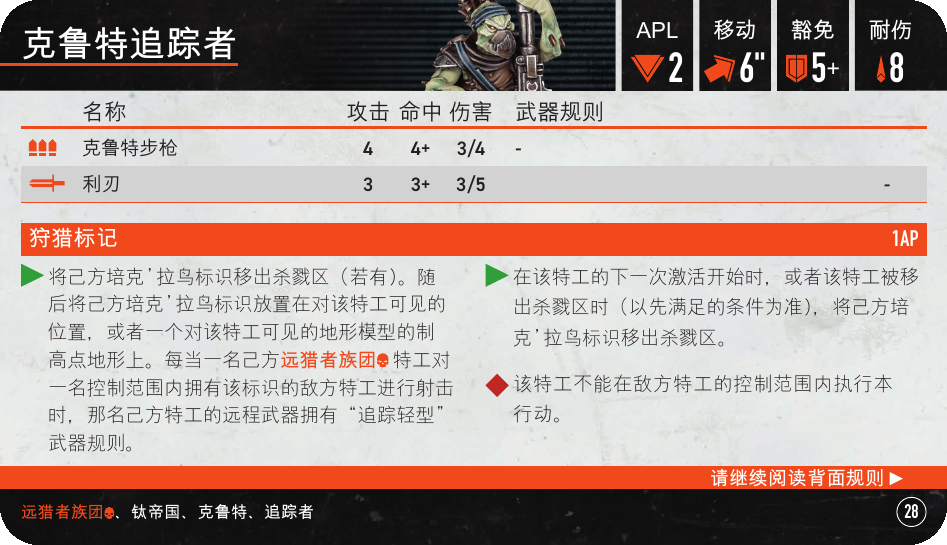 克鲁特追踪者
APL 移动 豁免 耐伤
2 6" 5+ 8
名称 攻击 命中 伤害 武器规则
克鲁特步枪 4 4+ 3/4 -
利刃 3 3+ 3/5 -
狩猎标记 1AP
将己方培克’拉鸟标识移出杀戮区（若有）。随
后将己方培克’拉鸟标识放置在对该特工可见的
位置，或者一个对该特工可见的地形模型的制
高点地形上。每当一名己方远猎者族团特工对
一名控制范围内拥有该标识的敌方特工进行射击
时，那名己方特工的远程武器拥有“追踪轻型”
武器规则。
在该特工的下一次激活开始时，或者该特工被移
出杀戮区时（以先满足的条件为准），将己方培
克’拉鸟标识移出杀戮区。
该特工不能在敌方特工的控制范围内执行本
行动。
请继续阅读背面规则
远猎者族团、钛帝国、克鲁特、追踪者
28